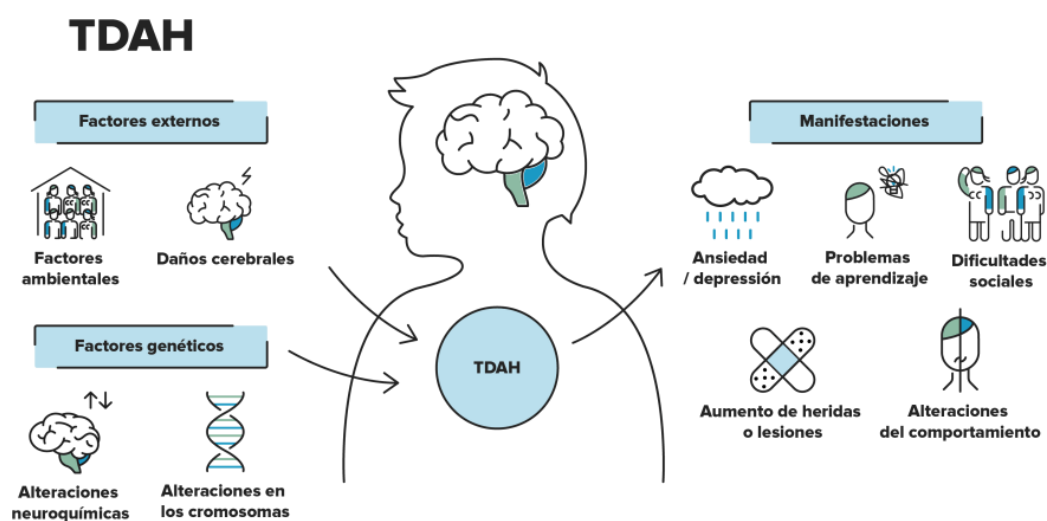 TDAH
Factores externos
Factores
ambientales
Daños cerebrales
Factores genéticos
Alteraciones
neuroquímicas
Alteraciones en
los cromosomas
TDAH
Manifestaciones
Ansiedad
/ depressión
Problemas
de aprendizaje
Dificultades
sociales
Aumento de heridas
o lesiones
Alteraciones
del comportamiento